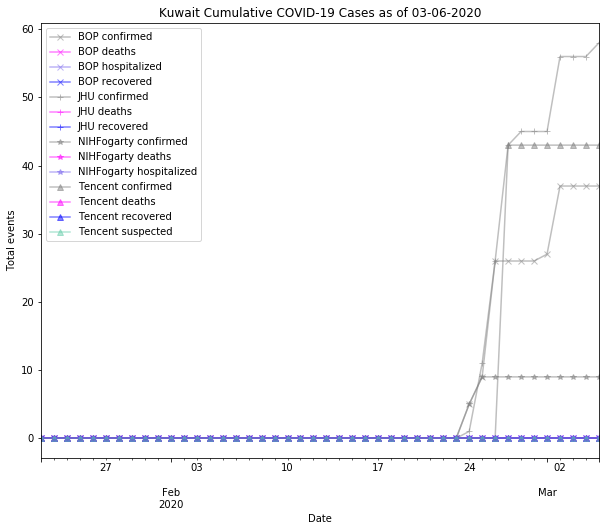 Kuwait Cumulative COVID-19 Cases as of 03-06-2020
60
50
40
30
20
10
0
Total events
BOP confirmed
BOP deaths
BOP hospitalized
BOP recovered
JHU confirmed
JHU deaths
JHU recovered
NIHFogarty confirmed
NIHFogarty deaths
NIHFogarty hospitalized
Tencent confirmed
Tencent deaths
Tencent recovered
Tencent suspected
27 03 10 17 24 02
Feb Mar
2020
Date